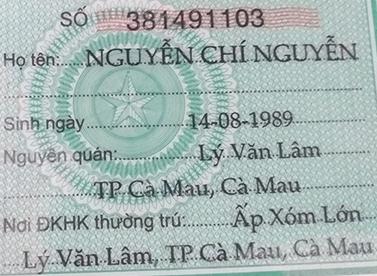 SỐ 381491103
Họ tên: NGUYỄN CHÍ NGUYỄN
Sinh ngày 14-08-1989
Nguyên quán: Lý Văn Lâm
TP Cà Mau, Cà Mau
Nơi ĐKHK thường trú: Ấp Xóm Lớn
Lý Văn Lâm, TP Cà Mau, Cà Mau